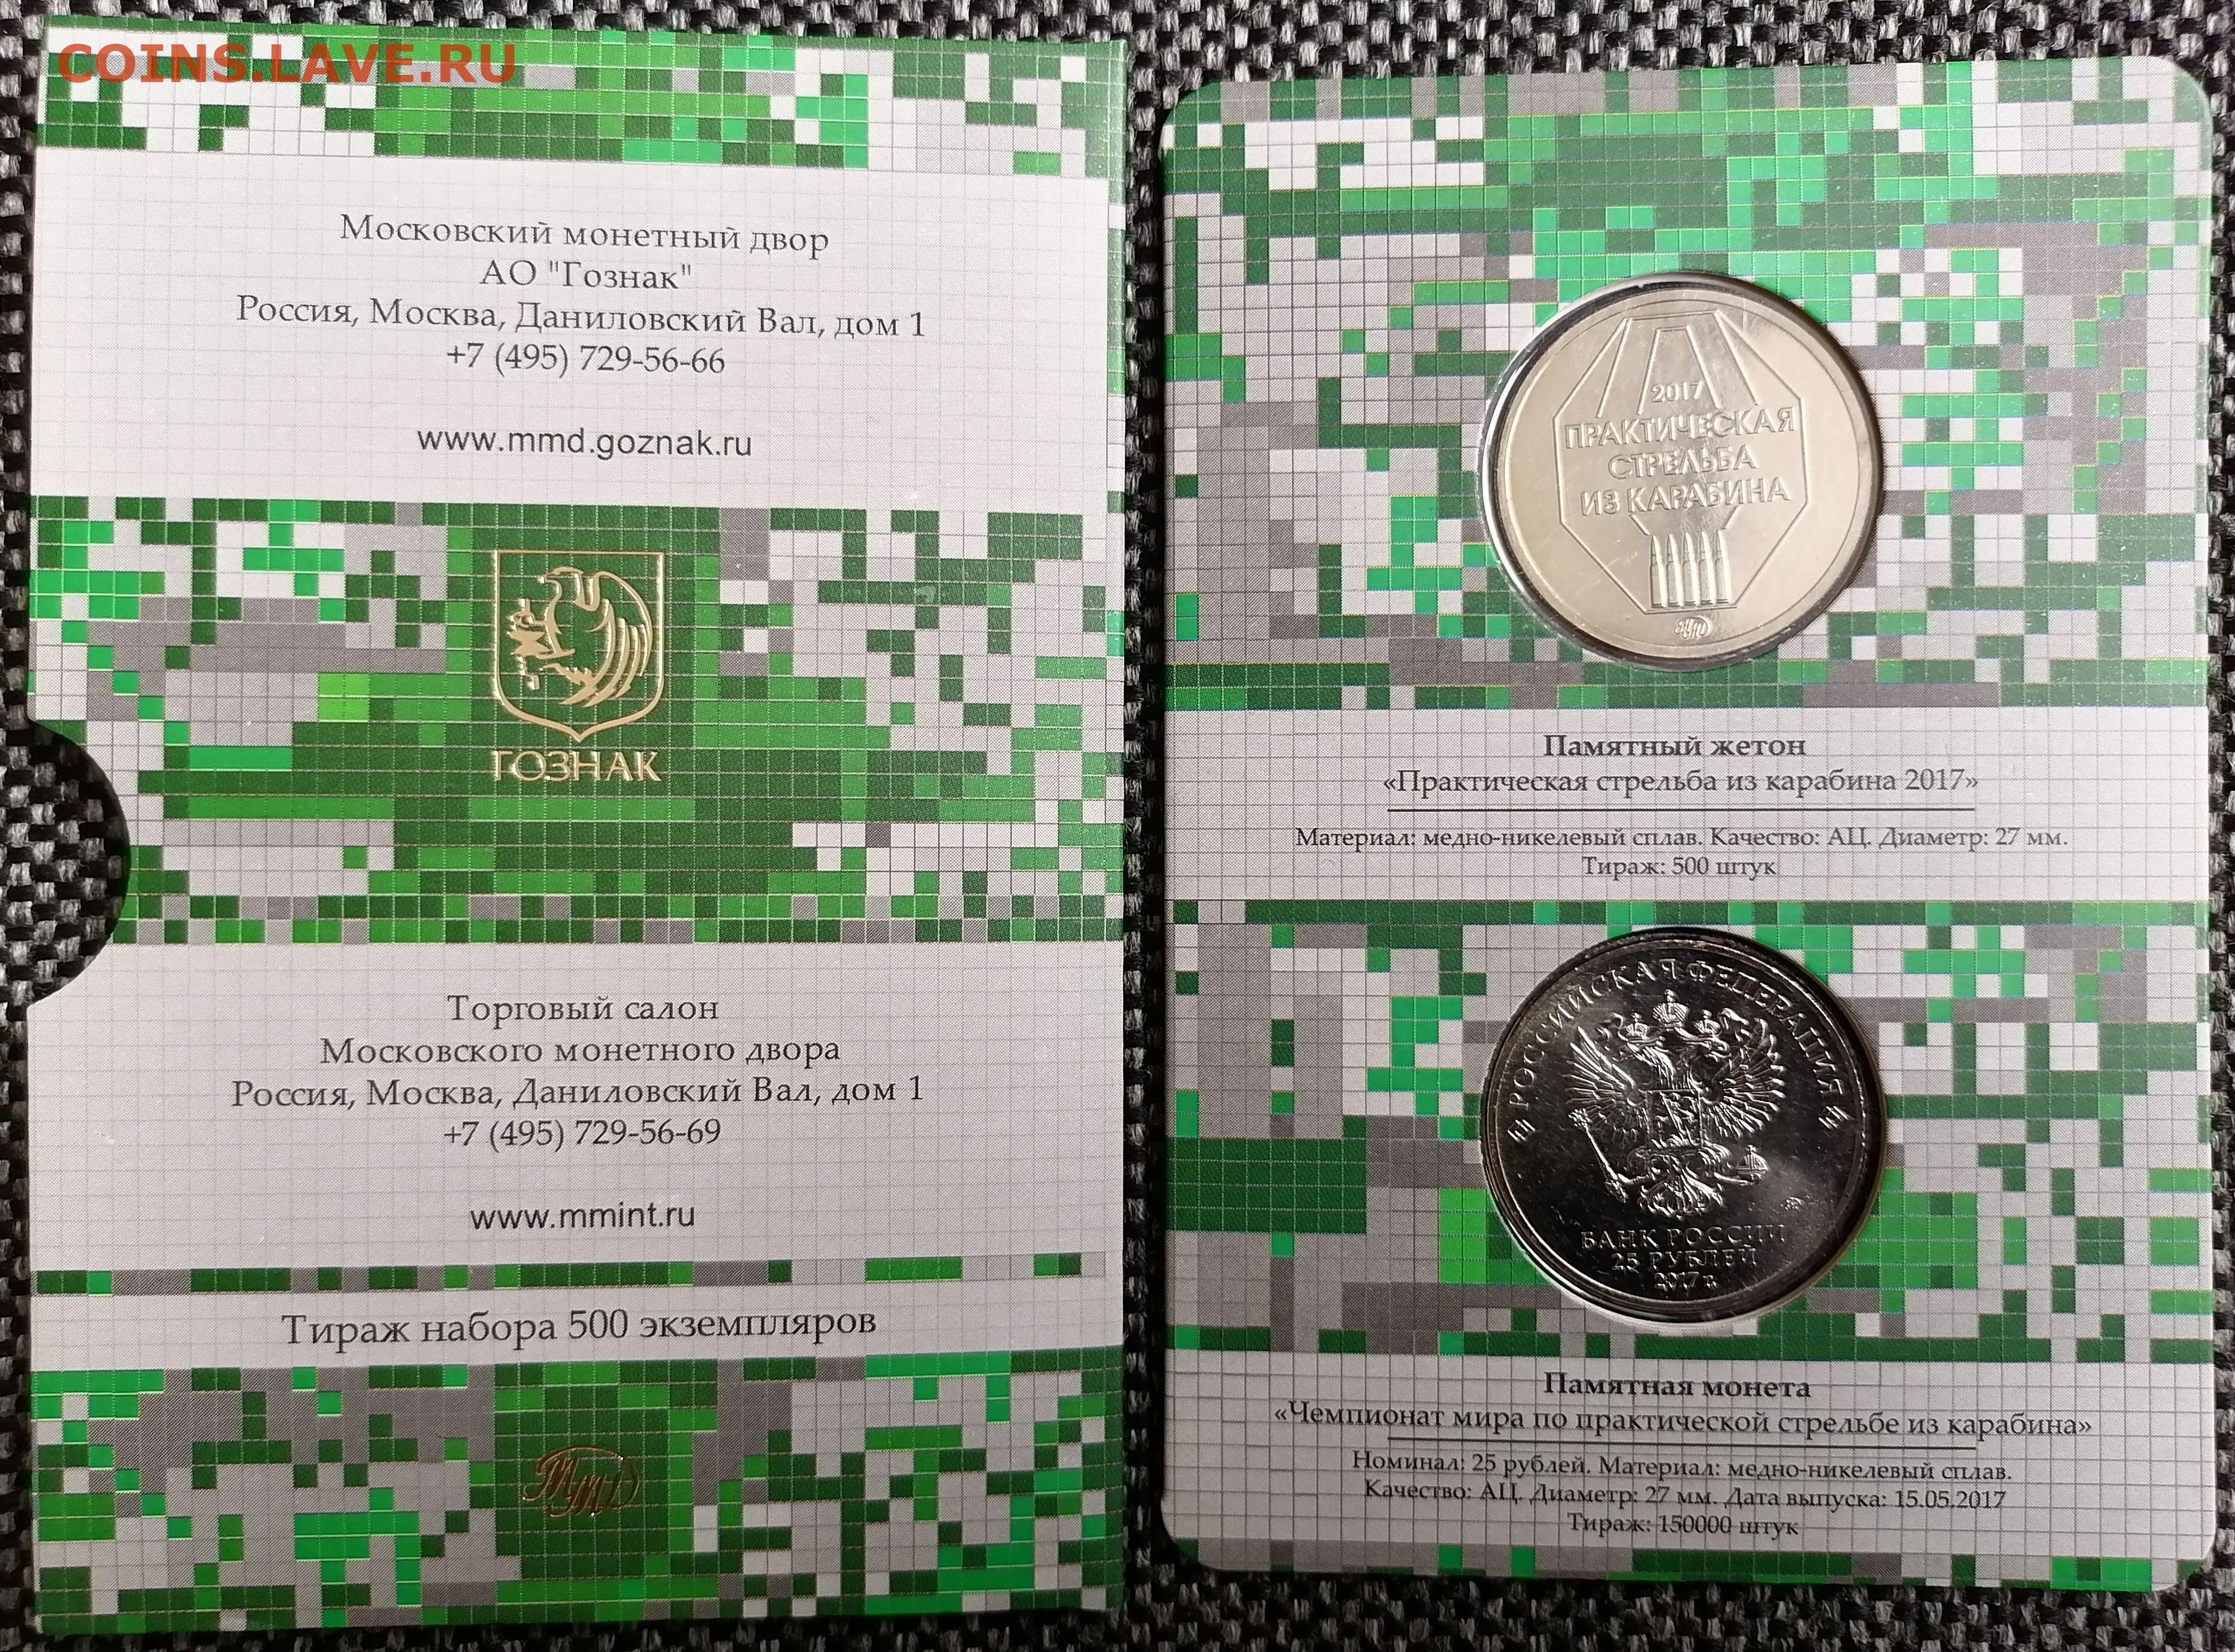 COINS.LAVE.RU
Московский монетный двор
АО "Гознак"
Россия, Москва, Даниловский Вал, дом 1
+7 (495) 729-56-66
www.mmd.goznak.ru
ГОЗНАК
Торговый салон
Московского монетного двора
Россия, Москва, Даниловский Вал, дом 1
+7 (495) 729-56-69
www.mmint.ru
Тираж набора 500 экземпляров
ММД
2017
ПРАКТИЧЕСКАЯ
СТРЕЛЬБА
ИЗ КАРАБИНА
ММД
Памятный жетон
«Практическая стрельба из карабина 2017»
Материал: медно-никелевый сплав. Качество: АЦ. Диаметр: 27 мм.
Тираж: 500 штук
РОССИЙСКАЯ ФЕДЕРАЦИЯ
БАНК РОССИИ
25 РУБЛЕЙ
2017 г.
Памятная монета
«Чемпионат мира по практической стрельбе из карабина»
Номинал: 25 рублей. Материал: медно-никелевый сплав.
Качество: АЦ. Диаметр: 27 мм. Дата выпуска: 15.05.2017
Тираж: 150000 штук